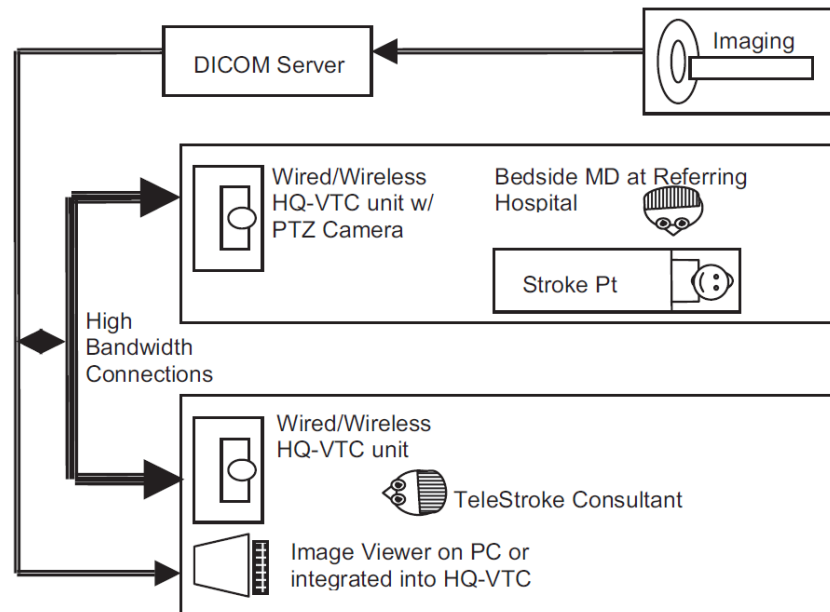 Imaging
DICOM Server
Wired/Wireless
HQ-VTC unit w/
PTZ Camera
Bedside MD at Referring
Hospital
Stroke Pt
High
Bandwidth
Connections
Wired/Wireless
HQ-VTC unit
TeleStroke Consultant
Image Viewer on PC or
integrated into HQ-VTC